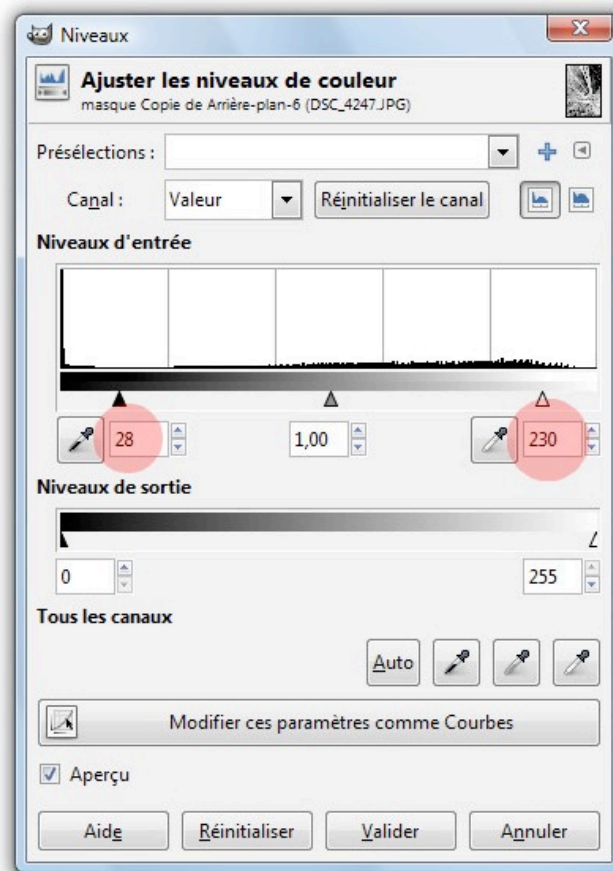 Niveaux
Ajuster les niveaux de couleur
masque Copie de Arrière-plan-6 (DSC_4247.JPG)
Présélections :
Canal : Valeur Réinitialiser le canal
Niveaux d'entrée
28 1,00 230
Niveaux de sortie
0 255
Tous les canaux
Auto
Modifier ces paramètres comme Courbes
Aperçu
Aide Réinitialiser Valider Annuler